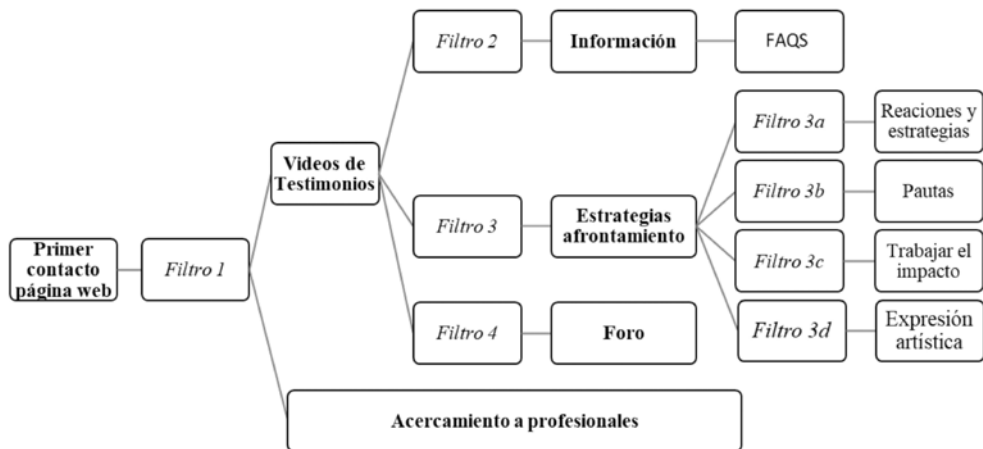 Primer
contacto
página web
Filtro 1
Videos de
Testimonios
Filtro 2
Información
FAQS
Filtro 3
Estrategias
afrontamiento
Filtro 3a
Reaciones y
estrategias
Filtro 3b
Pautas
Filtro 3c
Trabajar el
impacto
Filtro 3d
Expresión
artística
Filtro 4
Foro
Acercamiento a profesionales